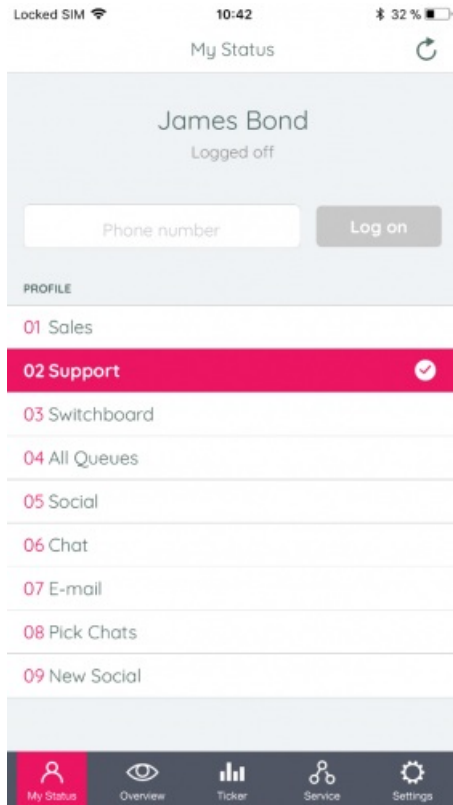 Locked SIM 10:42 32 %
My Status
James Bond
Logged off
Phone number Log on
PROFILE
01 Sales
02 Support
03 Switchboard
04 All Queues
05 Social
06 Chat
07 E-mail
08 Pick Chats
09 New Social
My Status Overview Ticker Service Settings